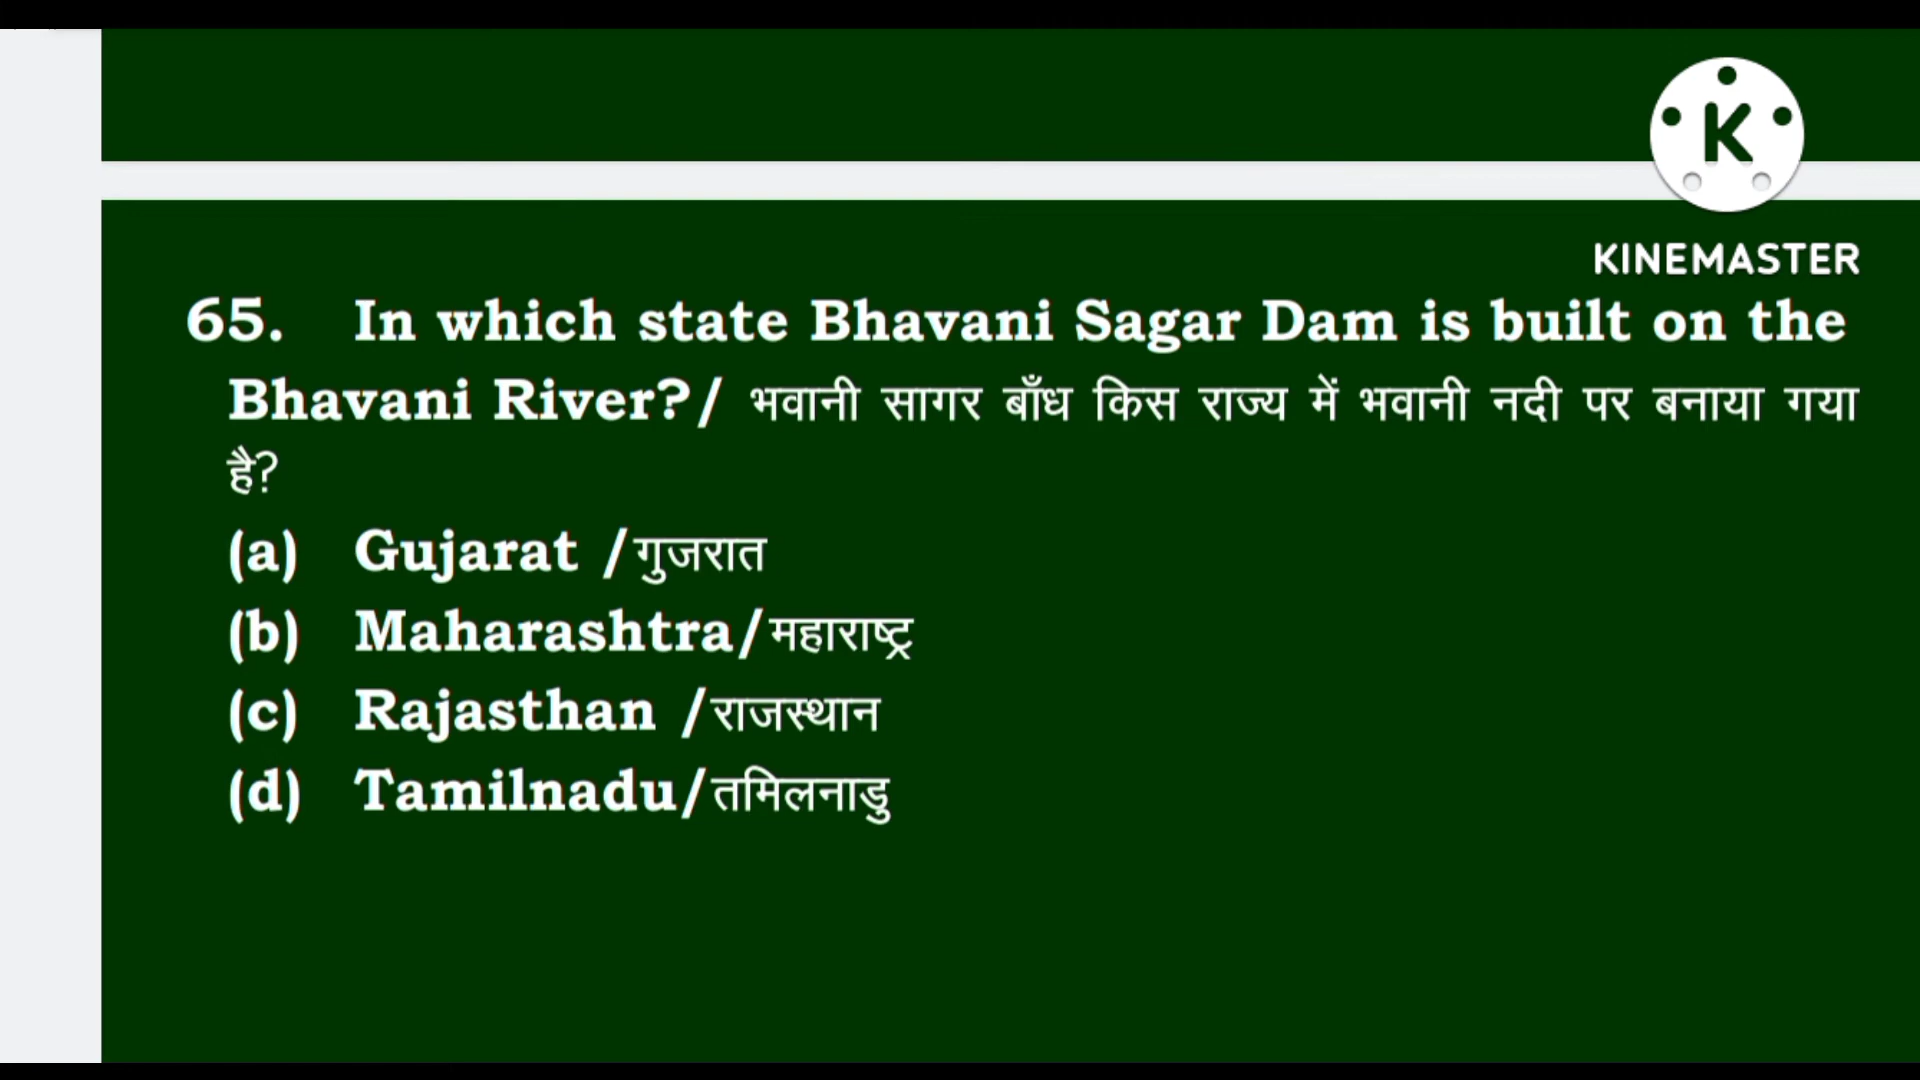 K
KINEMASTER
65. In which state Bhavani Sagar Dam is built on the
Bhavani River?/ भवानी सागर बाँध किस राज्य में भवानी नदी पर बनाया गया
है?
(a) Gujarat /गुजरात
(b) Maharashtra/महाराष्ट्र
(c) Rajasthan /राजस्थान
(d) Tamilnadu/तमिलनाडु